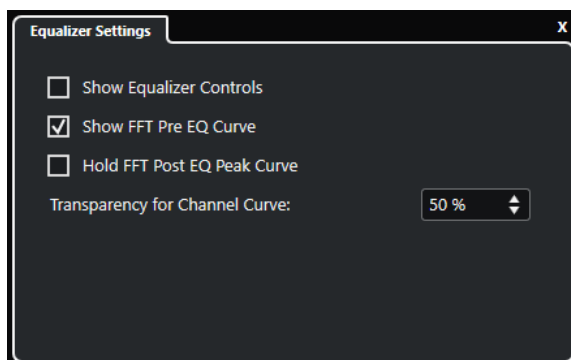 Equalizer Settings X
Show Equalizer Controls
Show FFT Pre EQ Curve
Hold FFT Post EQ Peak Curve
Transparency for Channel Curve: 50 %